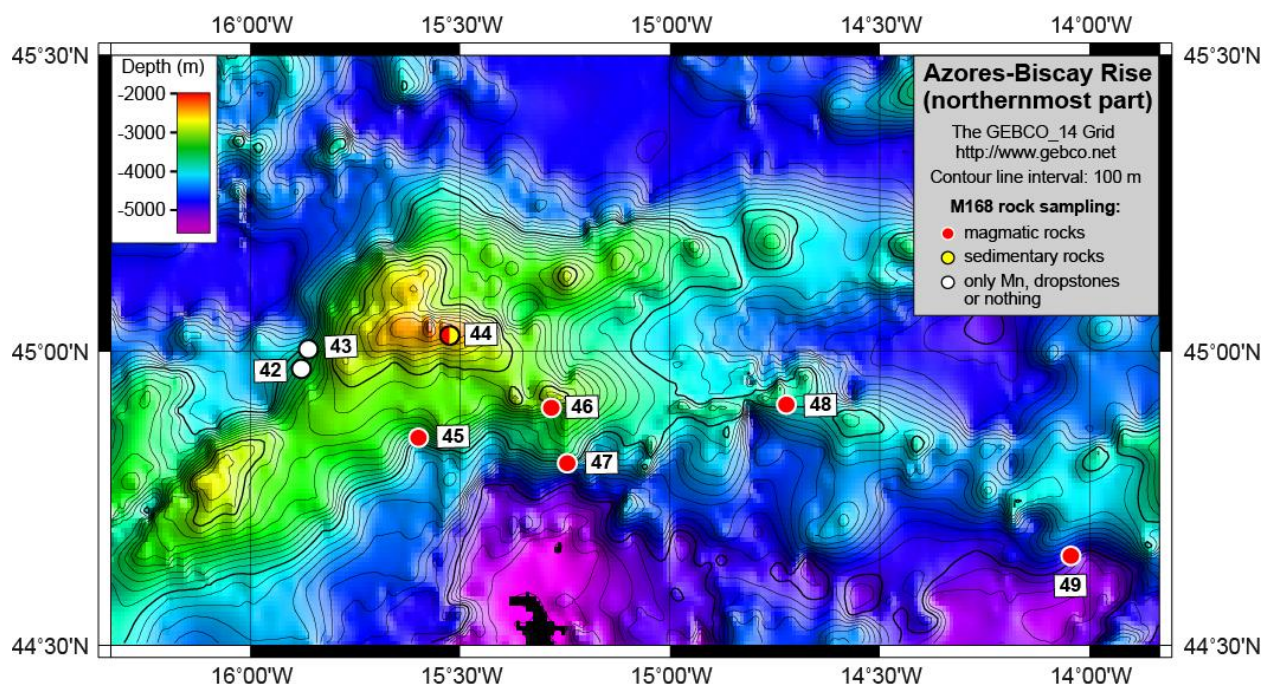 16°00'W 15°30'W 15°00'W 14°30'W 14°00'W
45°30'N 45°30'N
Depth (m)
-2000
-3000
-4000
-5000
Azores-Biscay Rise
(northernmost part)
The GEBCO_14 Grid
http://www.gebco.net
Contour line interval: 100 m
M168 rock sampling:
magmatic rocks
sedimentary rocks
only Mn, dropstones
or nothing
44
43
45°00'N 45°00'N
42
46
48
45
47
49
44°30'N 44°30'N
16°00'W 15°30'W 15°00'W 14°30'W 14°00'W